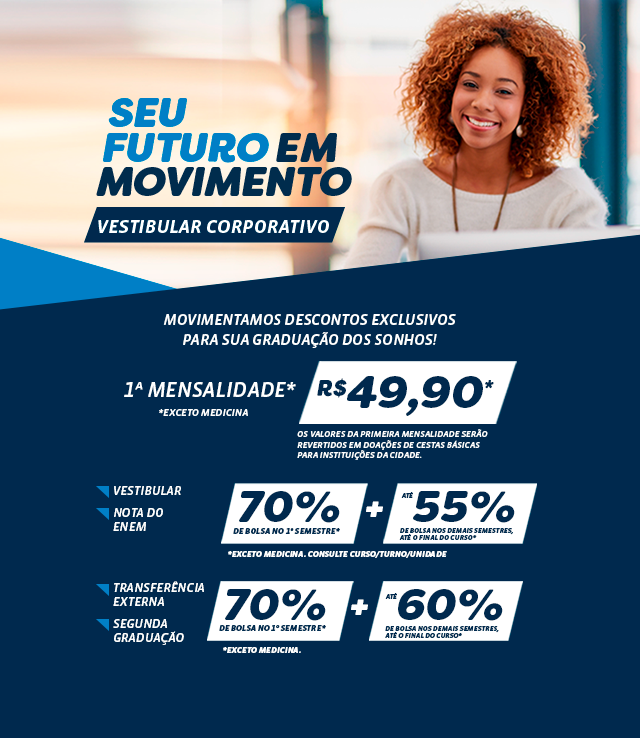 SEU
FUTURO EM
MOVIMENTO
VESTIBULAR CORPORATIVO
MOVIMENTAMOS DESCONTOS EXCLUSIVOS
PARA SUA GRADUAÇÃO DOS SONHOS!
1ª MENSALIDADE*
*EXCETO MEDICINA
R$49,90*
OS VALORES DA PRIMEIRA MENSALIDADE SERÃO
REVERTIDOS EM DOAÇÕES DE CESTAS BÁSICAS
PARA INSTITUIÇÕES DA CIDADE.
VESTIBULAR
NOTA DO
ENEM
70%
DE BOLSA NO 1º SEMESTRE*
+
ATÉ 55%
DE BOLSA NOS DEMAIS SEMESTRES,
ATÉ O FINAL DO CURSO*
*EXCETO MEDICINA. CONSULTE CURSO/TURNO/UNIDADE
TRANSFERÊNCIA
EXTERNA
SEGUNDA
GRADUAÇÃO
70%
DE BOLSA NO 1º SEMESTRE*
+
ATÉ 60%
DE BOLSA NOS DEMAIS SEMESTRES,
ATÉ O FINAL DO CURSO*
*EXCETO MEDICINA.